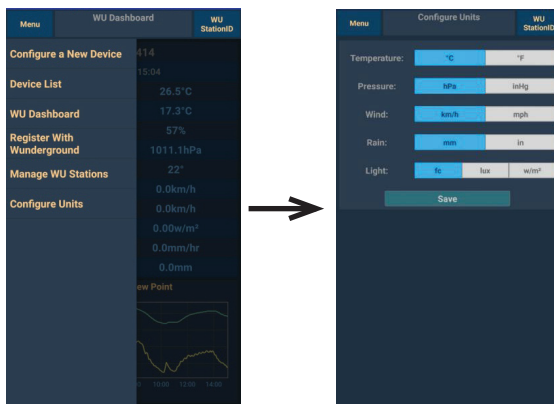 Menu
WU Dashboard
WU
StationID
Configure a New Device
414
15:04
Device List
26.5°C
WU Dashboard
17.3°C
57%
Register With
Wunderground
1011.1hPa
Manage WU Stations
22°
0.0km/h
Configure Units
0.0km/h
0.00w/m²
0.0mm/hr
0.0mm
ew Point
10:00 12:00 14:00
Menu
Configure Units
WU
StationID
Temperature: °C °F
Pressure: hPa inHg
Wind: km/h mph
Rain: mm in
Light: fc lux w/m²
Save